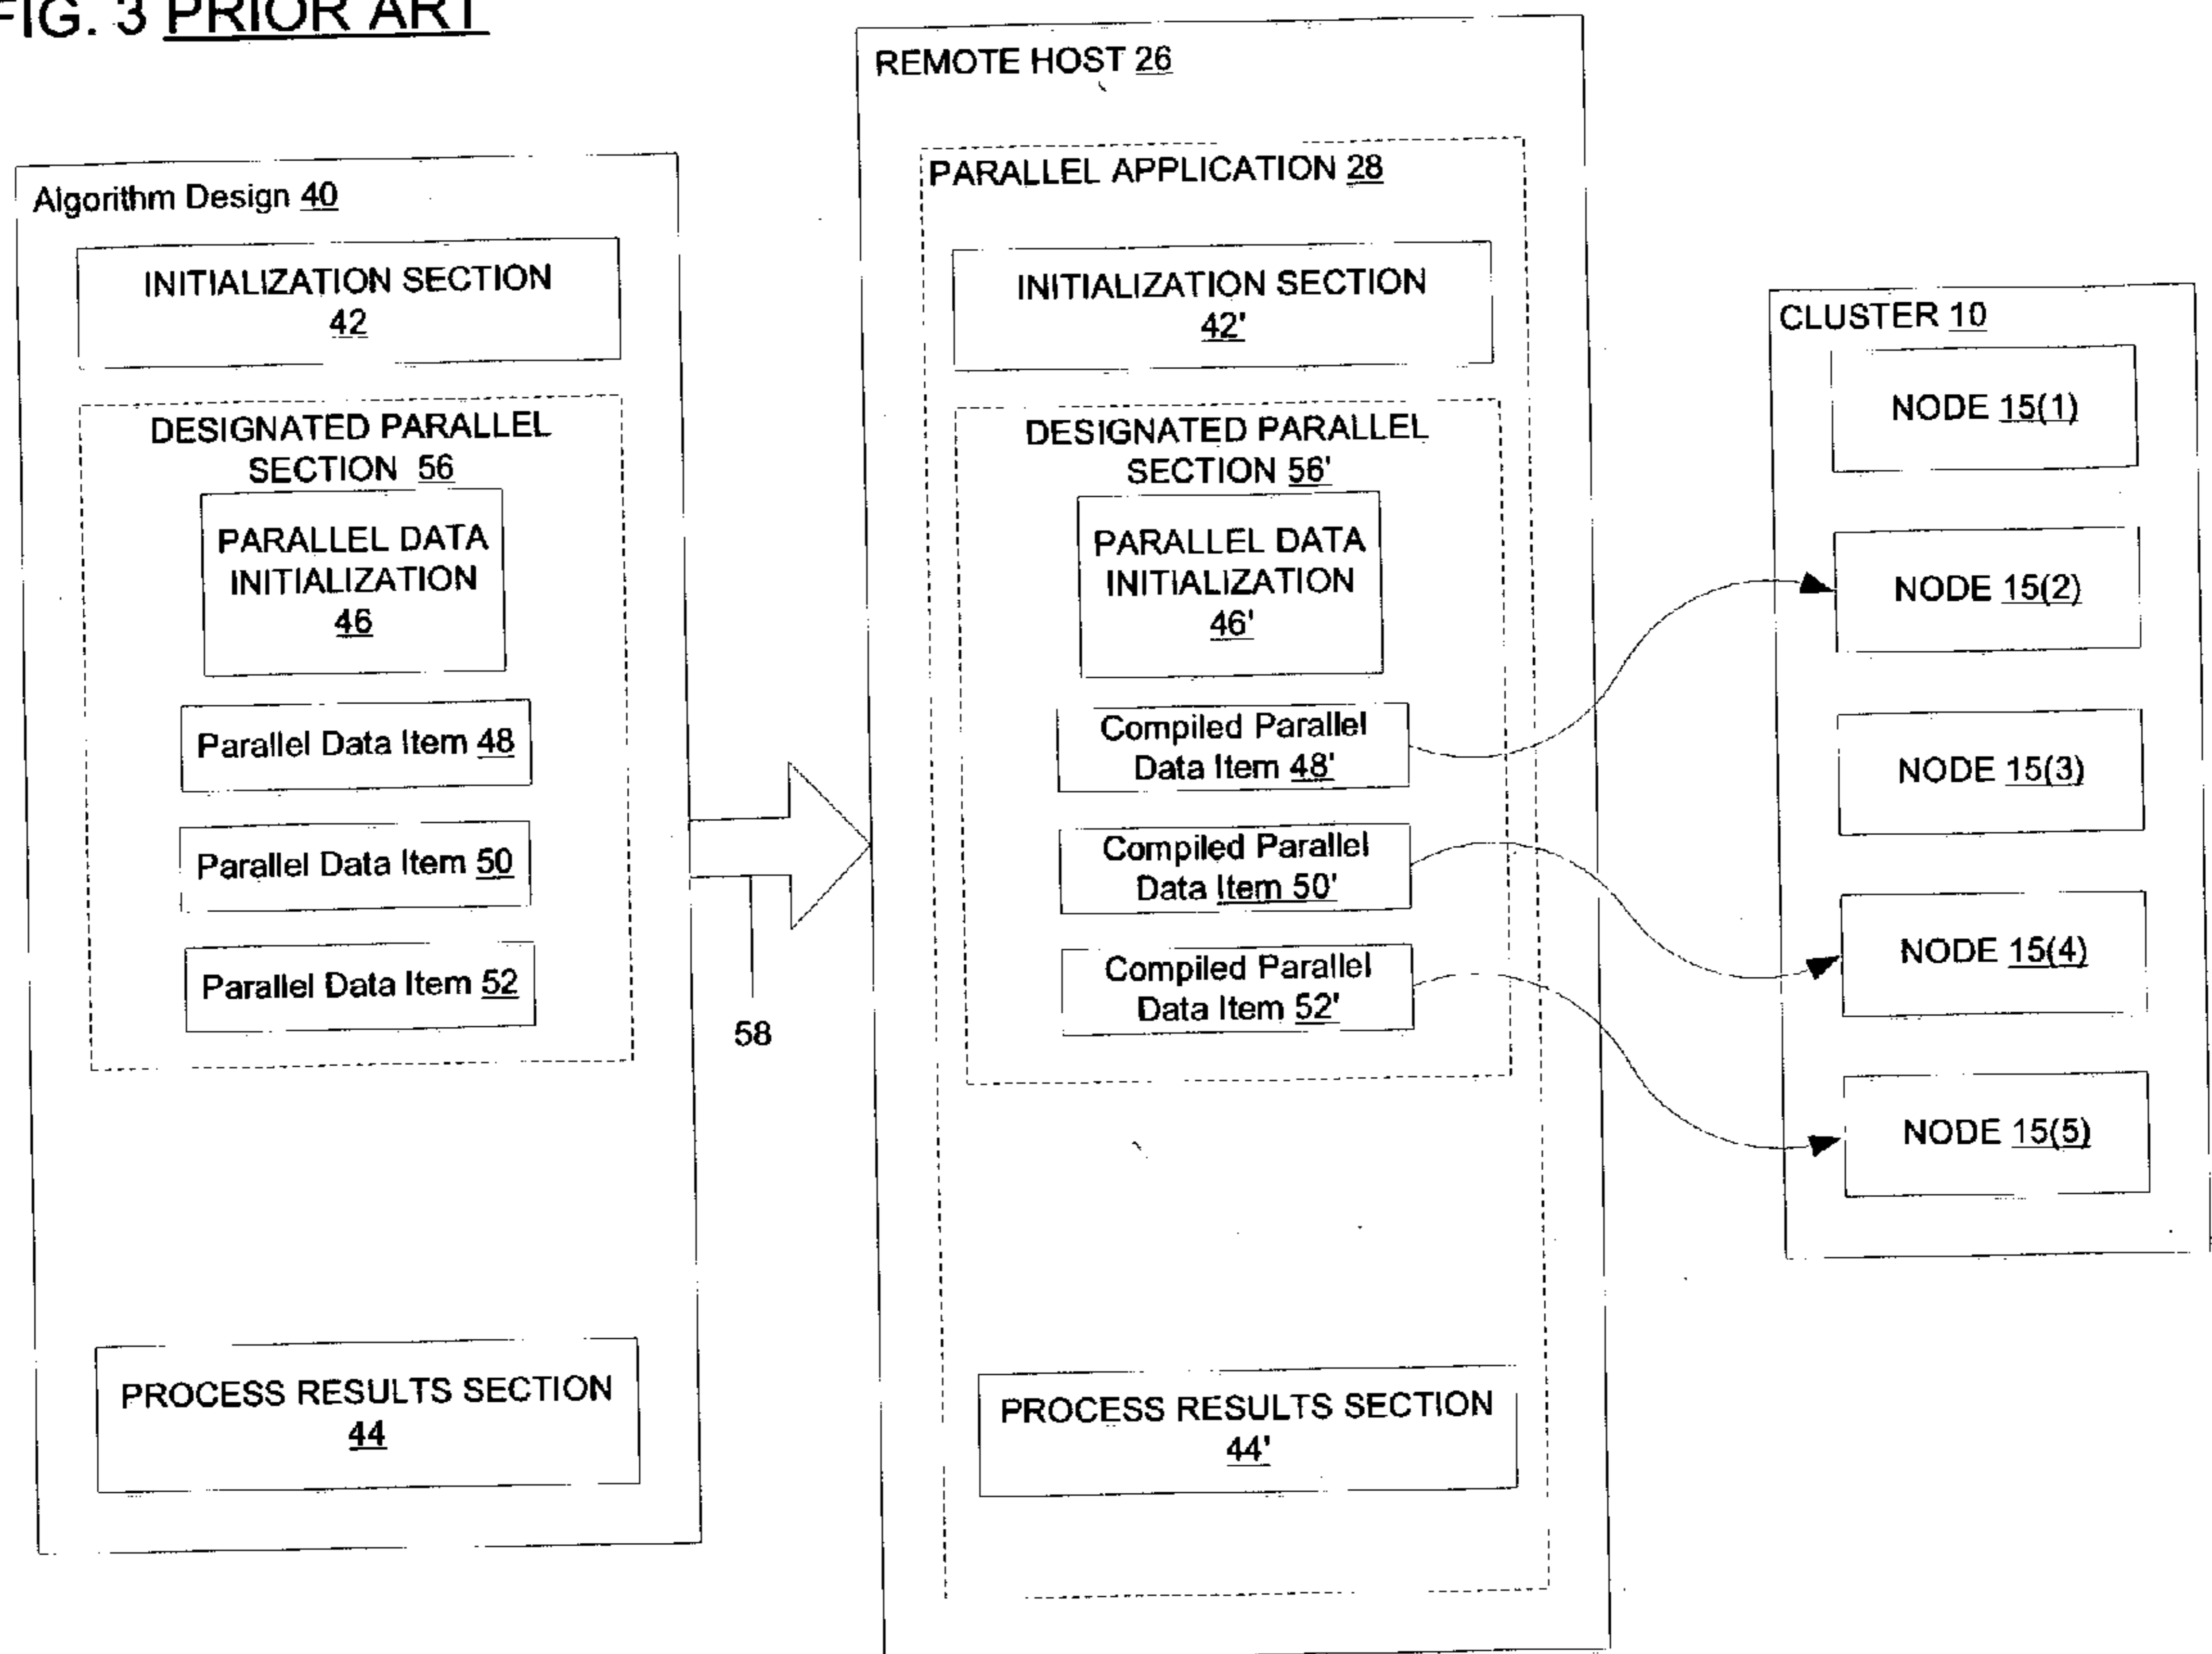 FIG. 3 PRIOR ART
Algorithm Design 40
INITIALIZATION SECTION
42
DESIGNATED PARALLEL
SECTION 56
PARALLEL DATA
INITIALIZATION
46
Parallel Data Item 48
Parallel Data Item 50
Parallel Data Item 52
PROCESS RESULTS SECTION
44
58
REMOTE HOST 26
PARALLEL APPLICATION 28
INITIALIZATION SECTION
42'
DESIGNATED PARALLEL
SECTION 56'
PARALLEL DATA
INITIALIZATION
46'
Compiled Parallel
Data Item 48'
Compiled Parallel
Data Item 50'
Compiled Parallel
Data Item 52'
PROCESS RESULTS SECTION
44'
CLUSTER 10
NODE 15(1)
NODE 15(2)
NODE 15(3)
NODE 15(4)
NODE 15(5)